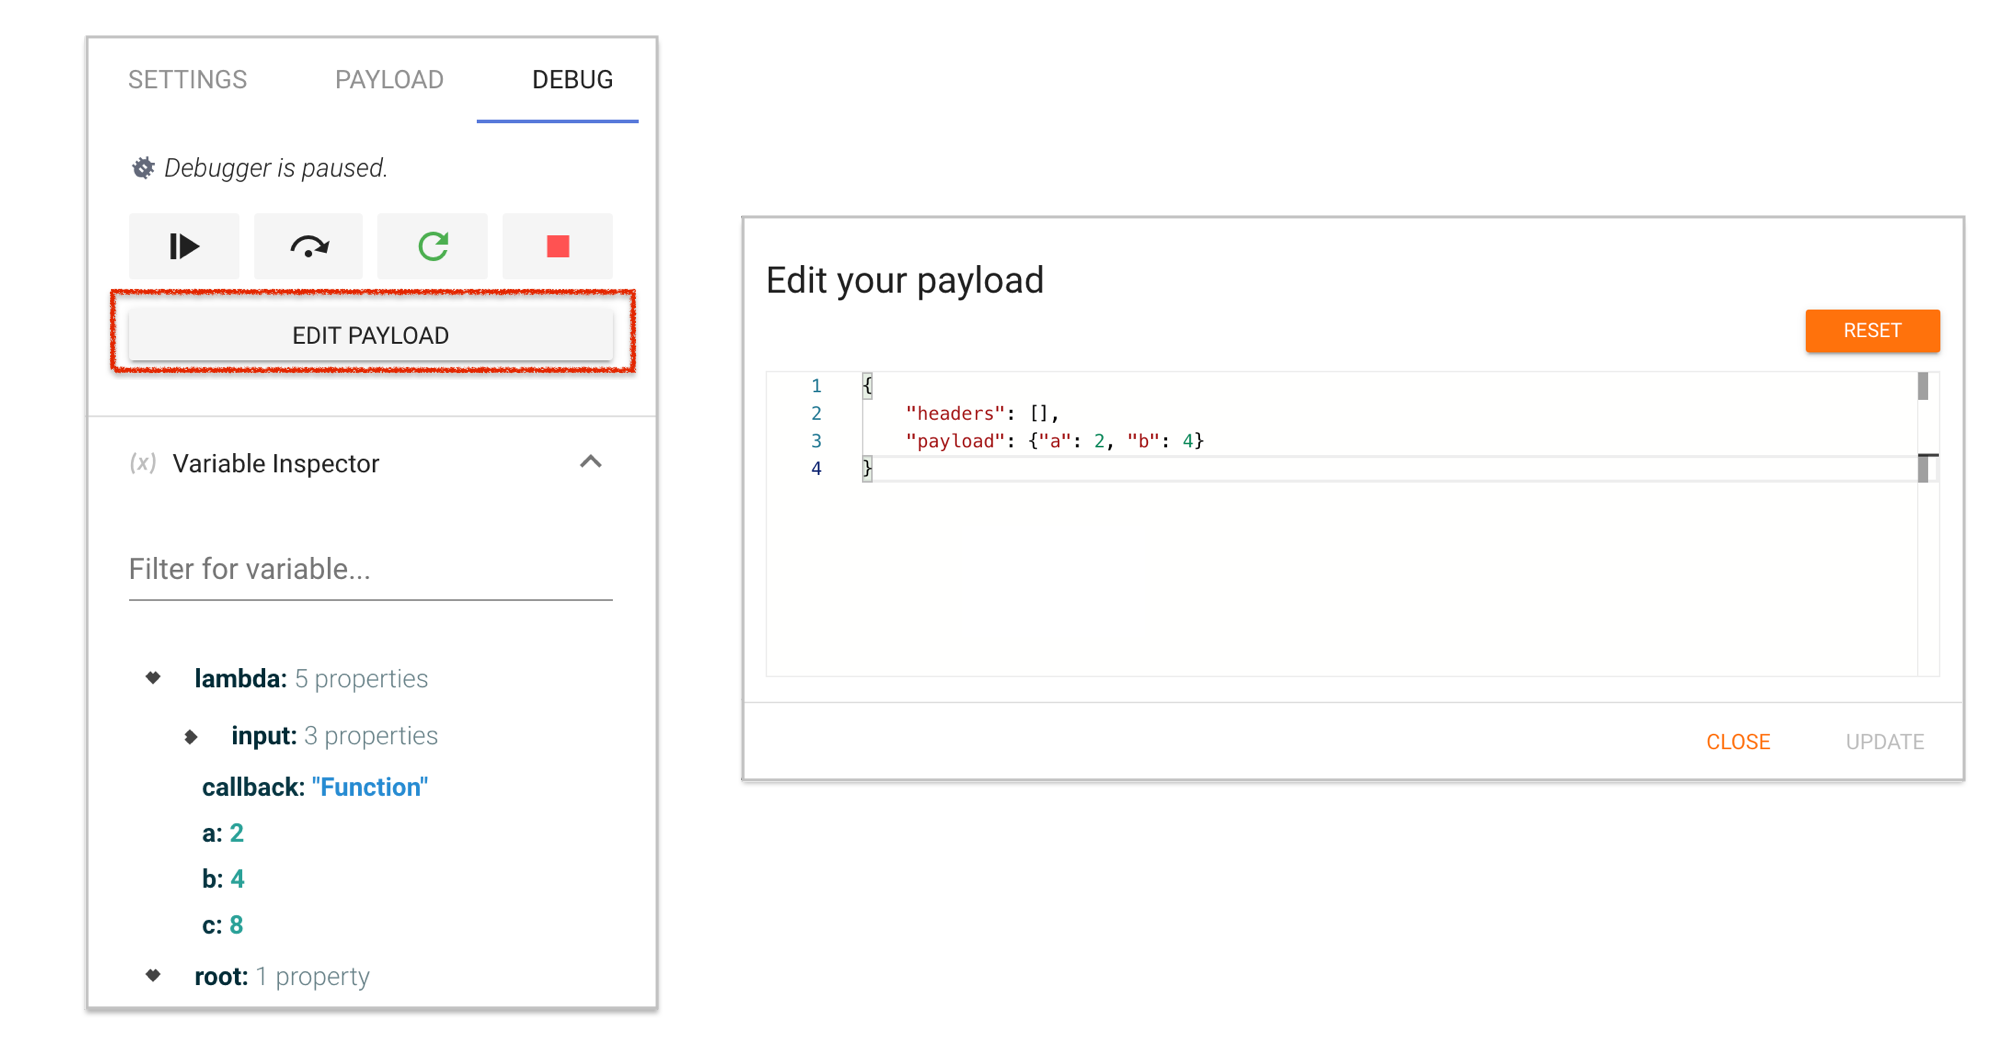 SETTINGS PAYLOAD DEBUG
Debugger is paused.
EDIT PAYLOAD
(x) Variable Inspector
Filter for variable...
lambda: 5 properties
input: 3 properties
callback: "Function"
a: 2
b: 4
c: 8
root: 1 property
Edit your payload
RESET
1 {
2 "headers": [],
3 "payload": {"a": 2, "b": 4}
4 }
CLOSE UPDATE